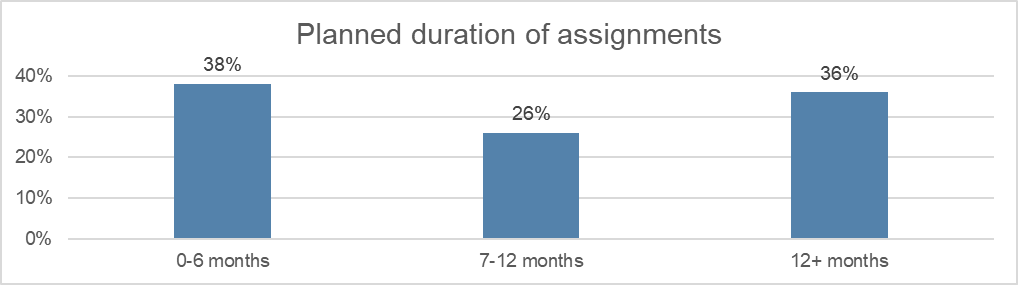 Planned duration of assignments
38%
26%
36%
40%
30%
20%
10%
0%
0-6 months
7-12 months
12+ months